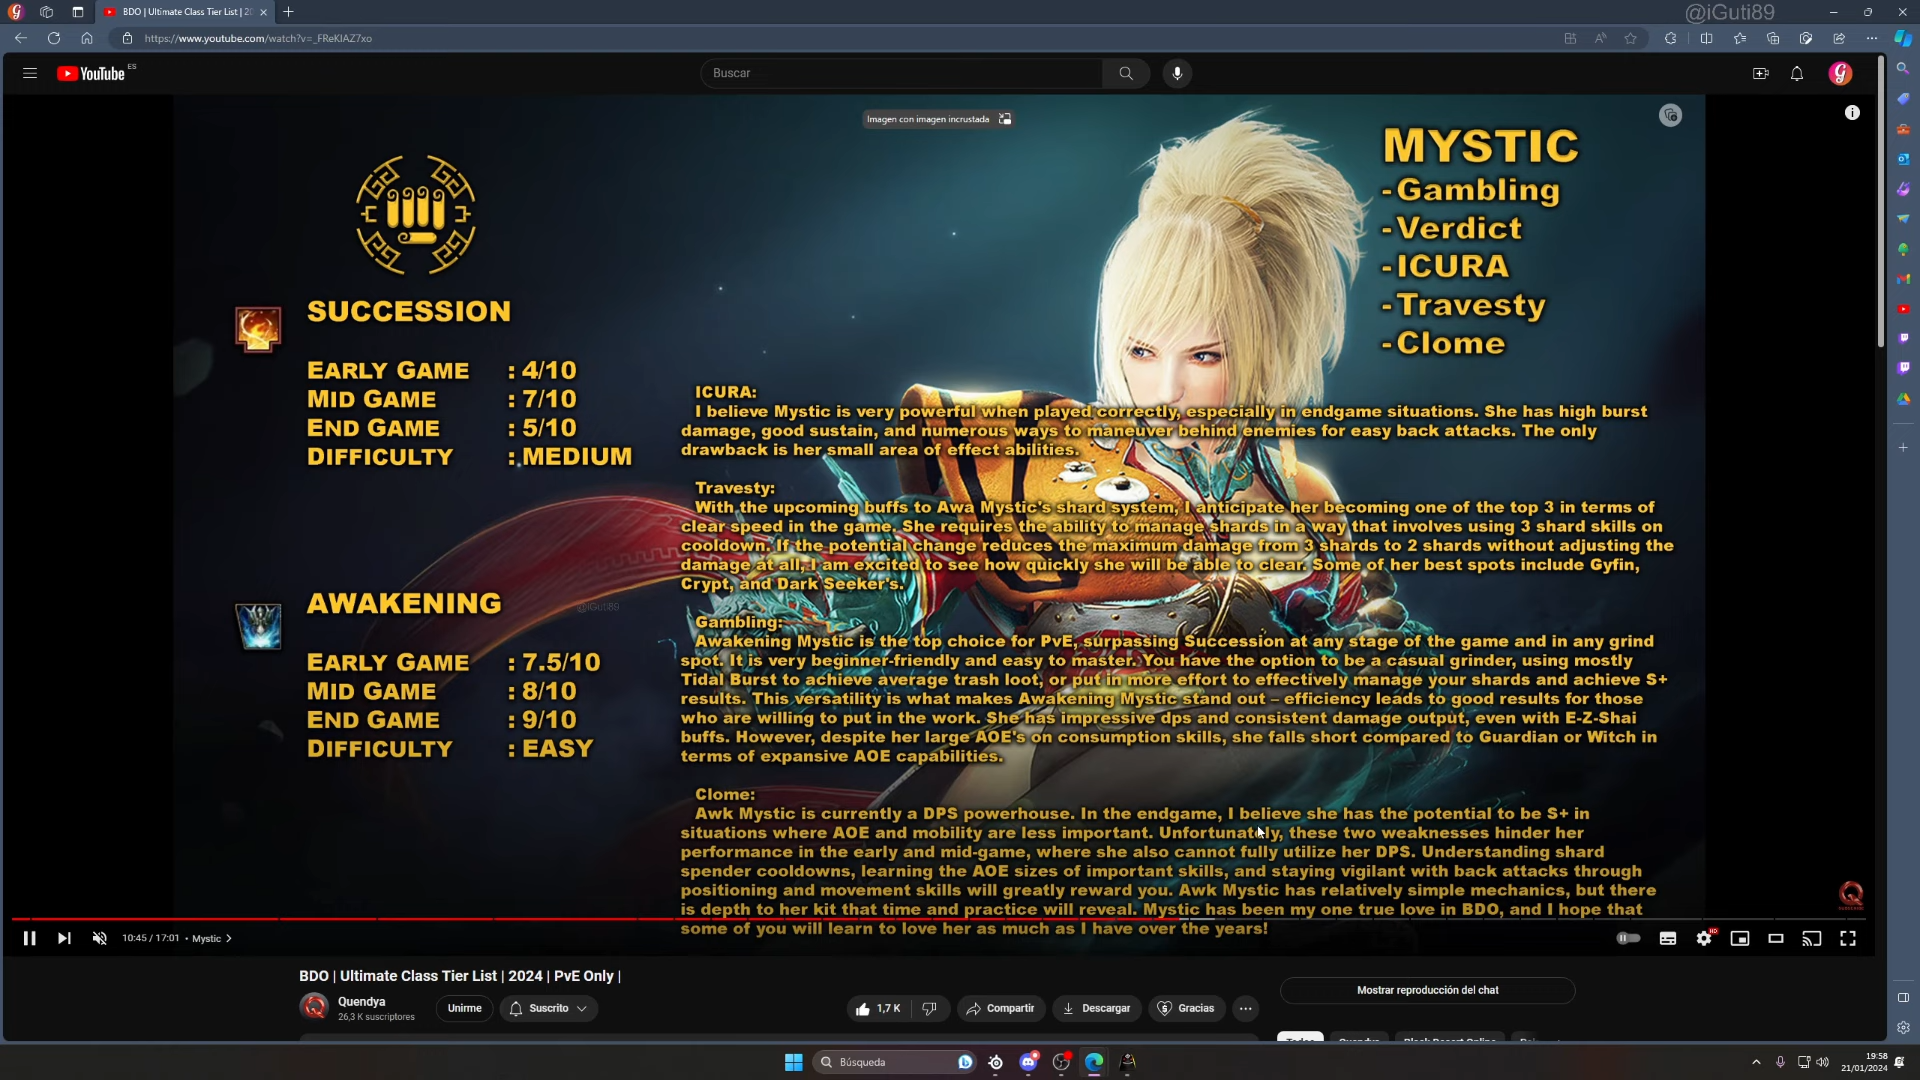 BDO | Ultimate Class Tier List | 2
@iGuti89
https://www.youtube.com/watch?v=_FReKlAZ7xo
YouTube ES
Buscar
Imagen con imagen incrustada
MYSTIC
-Gambling
-Verdict
-ICURA
-Travesty
-Clome
SUCCESSION
EARLY GAME : 4/10
MID GAME : 7/10
END GAME : 5/10
DIFFICULTY : MEDIUM
AWAKENING
EARLY GAME : 7.5/10
MID GAME : 8/10
END GAME : 9/10
DIFFICULTY : EASY
ICURA:
I believe Mystic is very powerful when played correctly, especially in endgame situations. She has high burst
damage, good sustain, and numerous ways to maneuver behind enemies for easy back attacks. The only
drawback is her small area of effect abilities.
Travesty:
With the upcoming buffs to Awa Mystic's shard system, I anticipate her becoming one of the top 3 in terms of
clear speed in the game. She requires the ability to manage shards in a way that involves using 3 shard skills on
cooldown. If the potential change reduces the maximum damage from 3 shards to 2 shards without adjusting the
damage at all, I am excited to see how quickly she will be able to clear. Some of her best spots include Gyfin,
Crypt, and Dark Seeker's.
@iGuti89
Gambling:
Awakening Mystic is the top choice for PvE, surpassing Succession at any stage of the game and in any grind
spot. It is very beginner-friendly and easy to master. You have the option to be a casual grinder, using mostly
Tidal Burst to achieve average trash loot, or put in more effort to effectively manage your shards and achieve S+
results. This versatility is what makes Awakening Mystic stand out – efficiency leads to good results for those
who are willing to put in the work. She has impressive dps and consistent damage output, even with E-Z-Shai
buffs. However, despite her large AOE's on consumption skills, she falls short compared to Guardian or Witch in
terms of expansive AOE capabilities.
Clome:
Awk Mystic is currently a DPS powerhouse. In the endgame, I believe she has the potential to be S+ in
situations where AOE and mobility are less important. Unfortunately, these two weaknesses hinder her
performance in the early and mid-game, where she also cannot fully utilize her DPS. Understanding shard
spender cooldowns, learning the AOE sizes of important skills, and staying vigilant with back attacks through
positioning and movement skills will greatly reward you. Awk Mystic has relatively simple mechanics, but there
is depth to her kit that time and practice will reveal. Mystic has been my one true love in BDO, and I hope that
some of you will learn to love her as much as I have over the years!
10:45 / 17:01 • Mystic
HD
BDO | Ultimate Class Tier List | 2024 | PvE Only |
Quendya
26,3 K suscriptores
Unirme
Suscrito
1,7 K
Compartir
Descargar
Gracias
Mostrar reproducción del chat
Búsqueda
19:58
21/01/2024